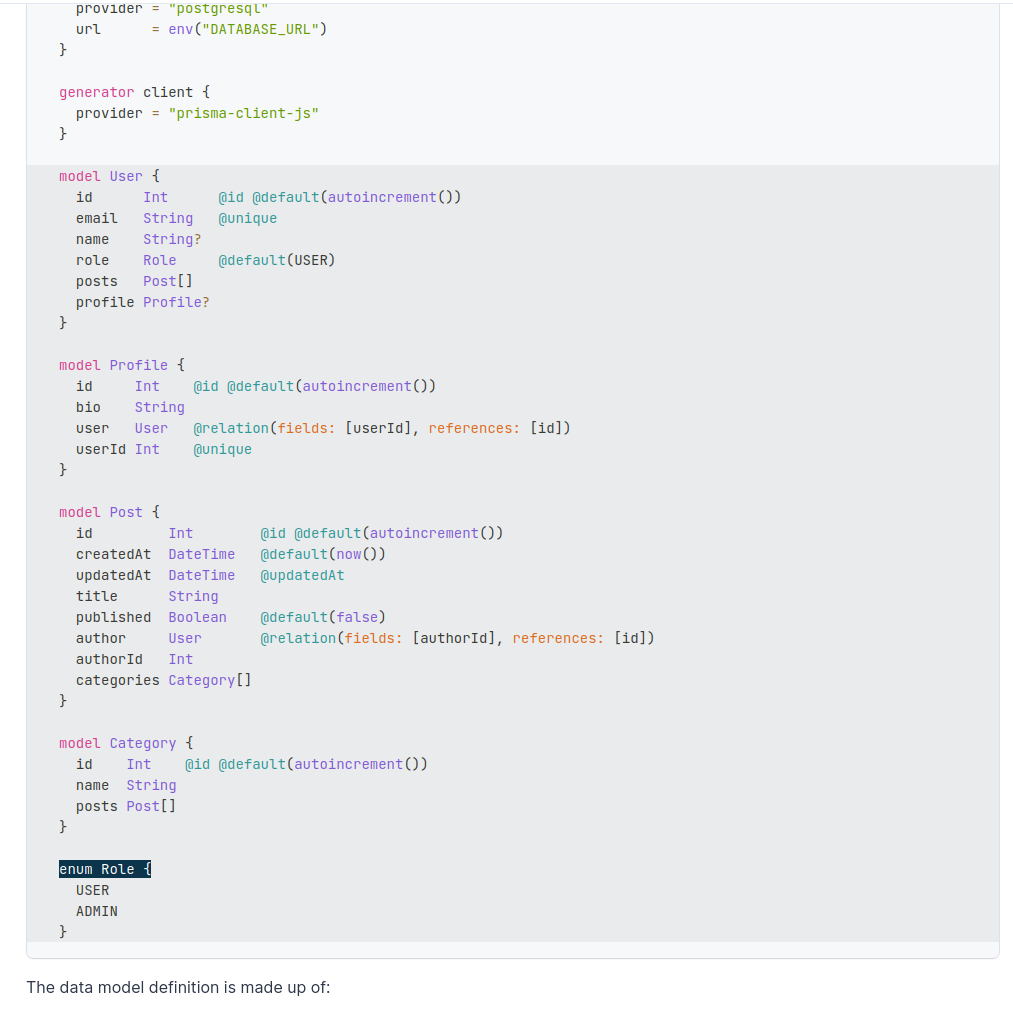 provider = "postgresql"
url      = env("DATABASE_URL")
}
generator client {
  provider = "prisma-client-js"
}
model User {
  id      Int      @id @default(autoincrement())
  email   String   @unique
  name    String?
  role    Role     @default(USER)
  posts   Post[]
  profile Profile?
}
model Profile {
  id     Int    @id @default(autoincrement())
  bio    String
  user   User   @relation(fields: [userId], references: [id])
  userId Int    @unique
}
model Post {
  id         Int        @id @default(autoincrement())
  createdAt  DateTime   @default(now())
  updatedAt  DateTime   @updatedAt
  title      String
  published  Boolean    @default(false)
  author     User       @relation(fields: [authorId], references: [id])
  authorId   Int
  categories Category[]
}
model Category {
  id    Int    @id @default(autoincrement())
  name  String
  posts Post[]
}
enum Role {
  USER
  ADMIN
}
The data model definition is made up of: